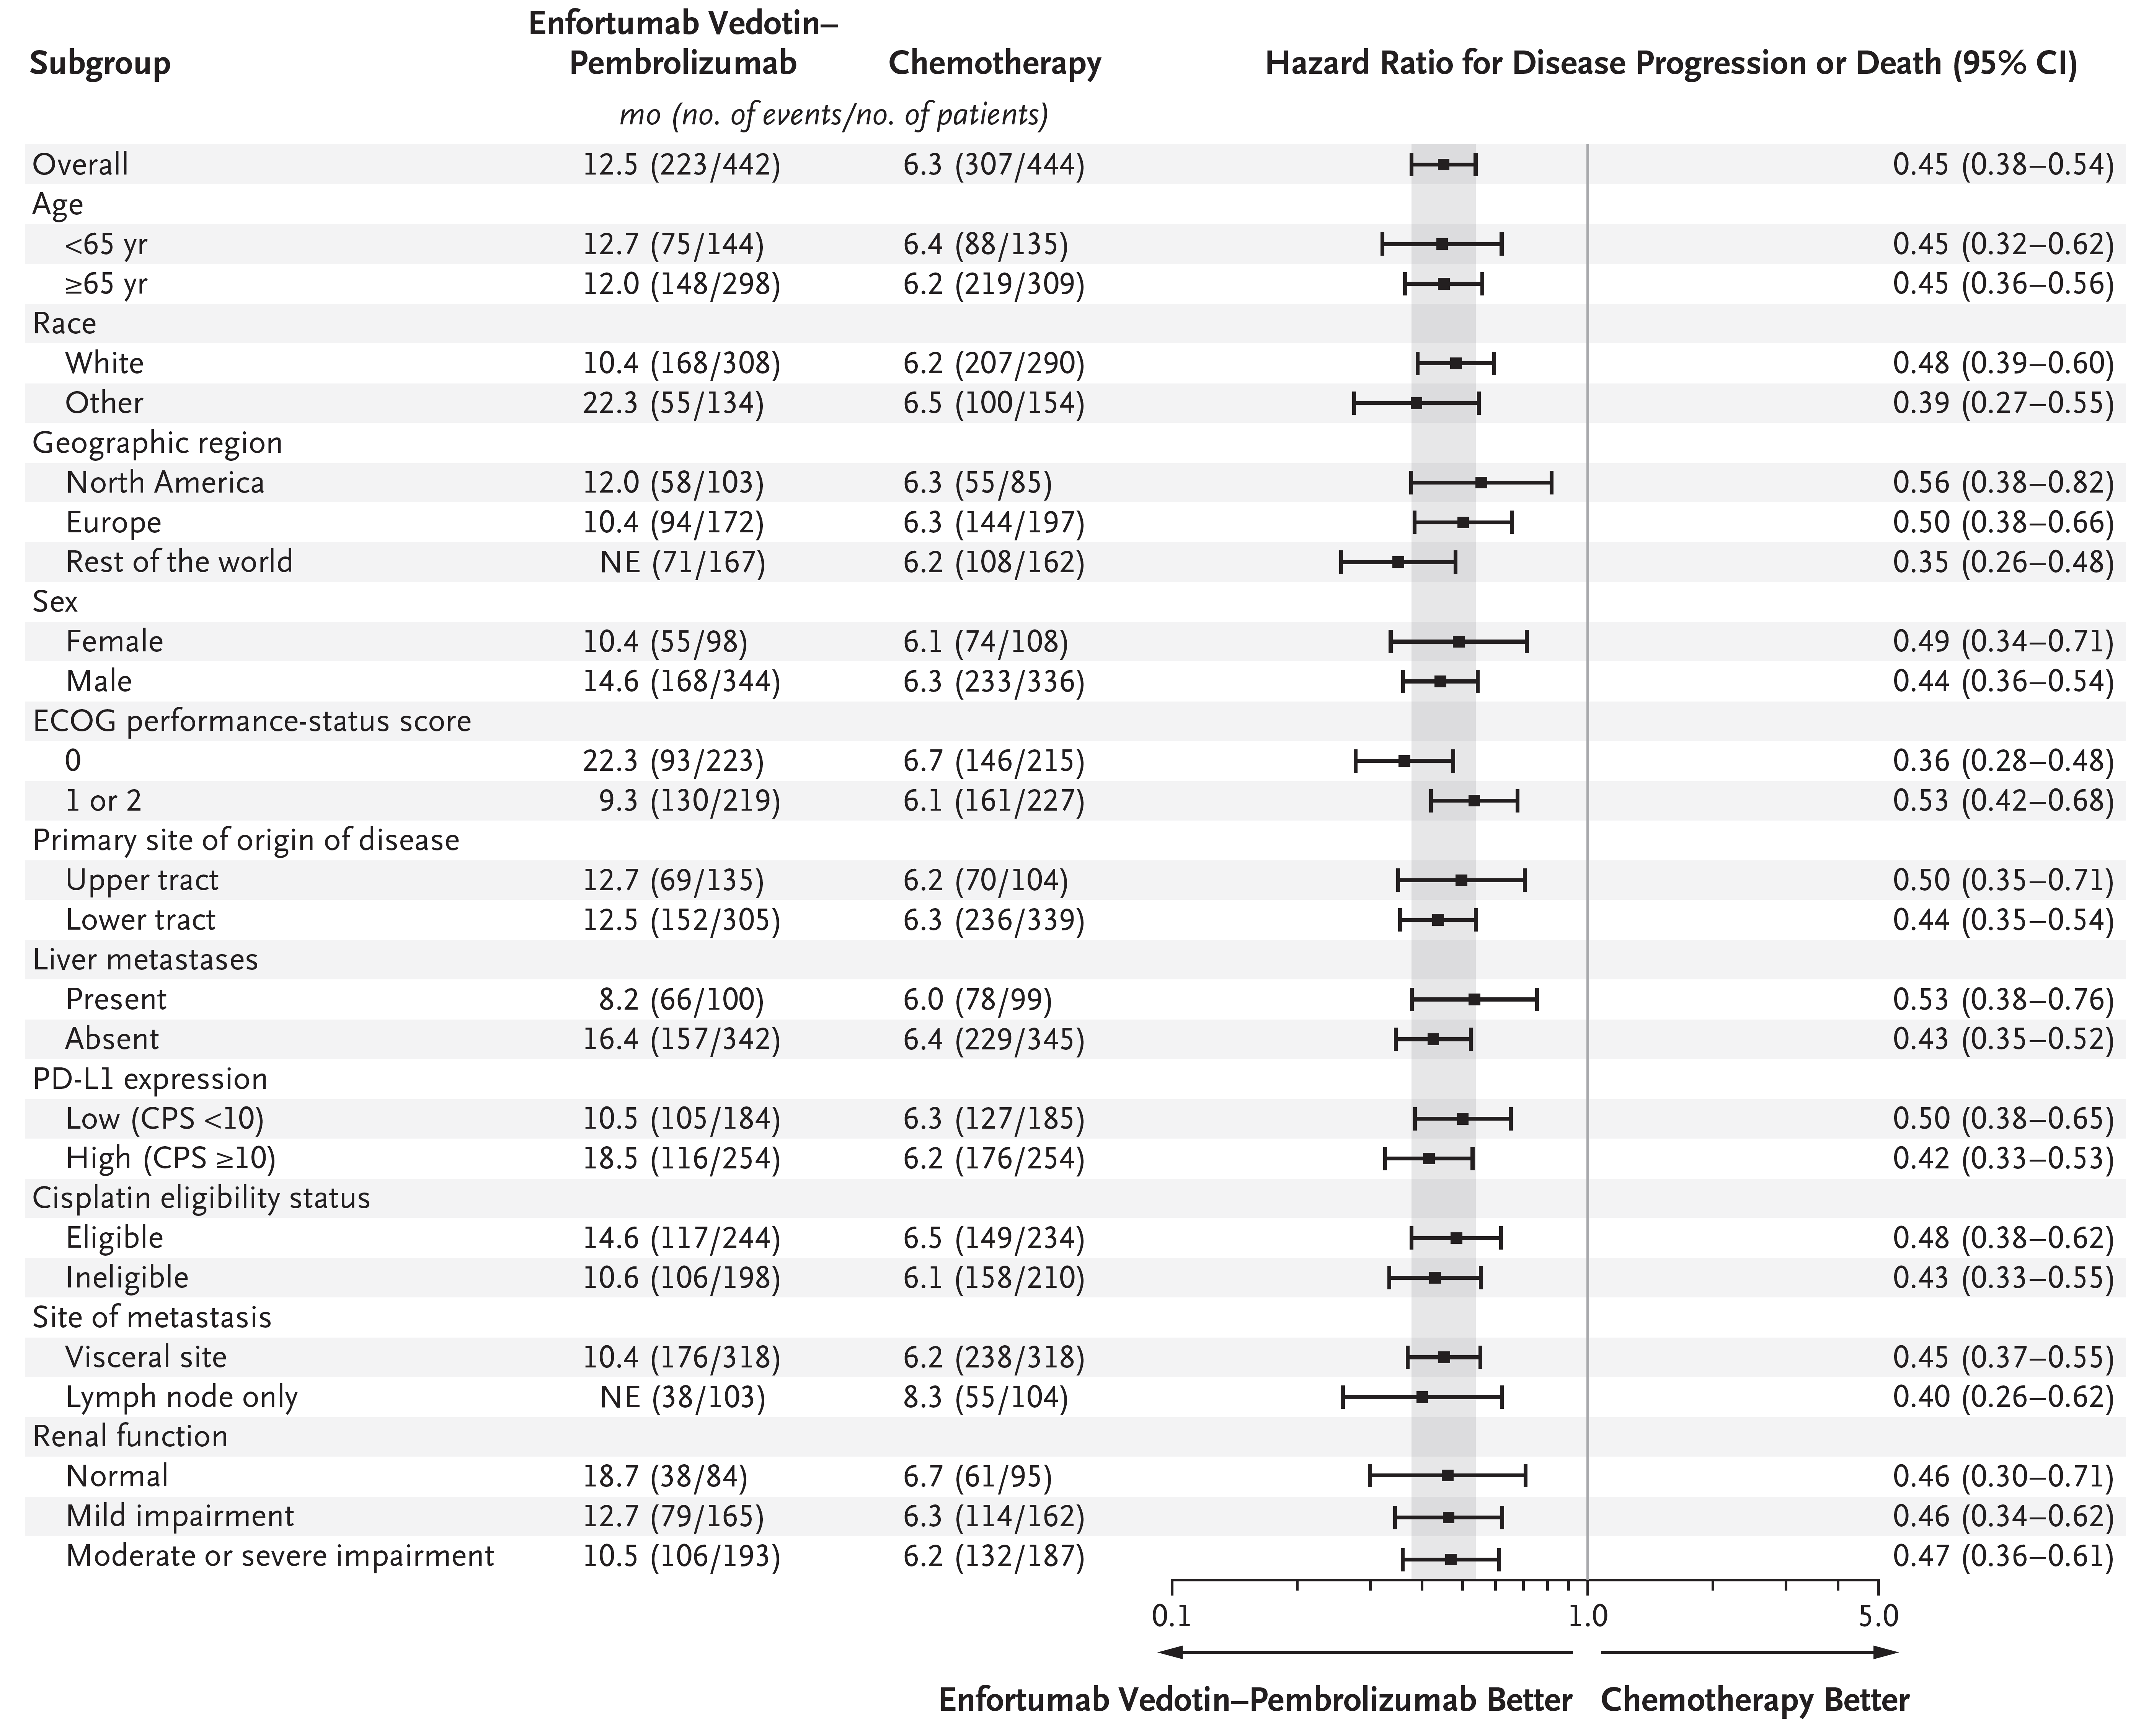 Enfortumab Vedotin–
Subgroup Pembrolizumab Chemotherapy Hazard Ratio for Disease Progression or Death (95% CI)
mo (no. of events/no. of patients)
Overall 12.5 (223/442) 6.3 (307/444) 0.45 (0.38–0.54)
Age
<65 yr 12.7 (75/144) 6.4 (88/135) 0.45 (0.32–0.62)
≥65 yr 12.0 (148/298) 6.2 (219/309) 0.45 (0.36–0.56)
Race
White 10.4 (168/308) 6.2 (207/290) 0.48 (0.39–0.60)
Other 22.3 (55/134) 6.5 (100/154) 0.39 (0.27–0.55)
Geographic region
North America 12.0 (58/103) 6.3 (55/85) 0.56 (0.38–0.82)
Europe 10.4 (94/172) 6.3 (144/197) 0.50 (0.38–0.66)
Rest of the world NE (71/167) 6.2 (108/162) 0.35 (0.26–0.48)
Sex
Female 10.4 (55/98) 6.1 (74/108) 0.49 (0.34–0.71)
Male 14.6 (168/344) 6.3 (233/336) 0.44 (0.36–0.54)
ECOG performance-status score
0 22.3 (93/223) 6.7 (146/215) 0.36 (0.28–0.48)
1 or 2 9.3 (130/219) 6.1 (161/227) 0.53 (0.42–0.68)
Primary site of origin of disease
Upper tract 12.7 (69/135) 6.2 (70/104) 0.50 (0.35–0.71)
Lower tract 12.5 (152/305) 6.3 (236/339) 0.44 (0.35–0.54)
Liver metastases
Present 8.2 (66/100) 6.0 (78/99) 0.53 (0.38–0.76)
Absent 16.4 (157/342) 6.4 (229/345) 0.43 (0.35–0.52)
PD-L1 expression
Low (CPS <10) 10.5 (105/184) 6.3 (127/185) 0.50 (0.38–0.65)
High (CPS ≥10) 18.5 (116/254) 6.2 (176/254) 0.42 (0.33–0.53)
Cisplatin eligibility status
Eligible 14.6 (117/244) 6.5 (149/234) 0.48 (0.38–0.62)
Ineligible 10.6 (106/198) 6.1 (158/210) 0.43 (0.33–0.55)
Site of metastasis
Visceral site 10.4 (176/318) 6.2 (238/318) 0.45 (0.37–0.55)
Lymph node only NE (38/103) 8.3 (55/104) 0.40 (0.26–0.62)
Renal function
Normal 18.7 (38/84) 6.7 (61/95) 0.46 (0.30–0.71)
Mild impairment 12.7 (79/165) 6.3 (114/162) 0.46 (0.34–0.62)
Moderate or severe impairment 10.5 (106/193) 6.2 (132/187) 0.47 (0.36–0.61)
0.1 1.0 5.0
Enfortumab Vedotin–Pembrolizumab Better Chemotherapy Better